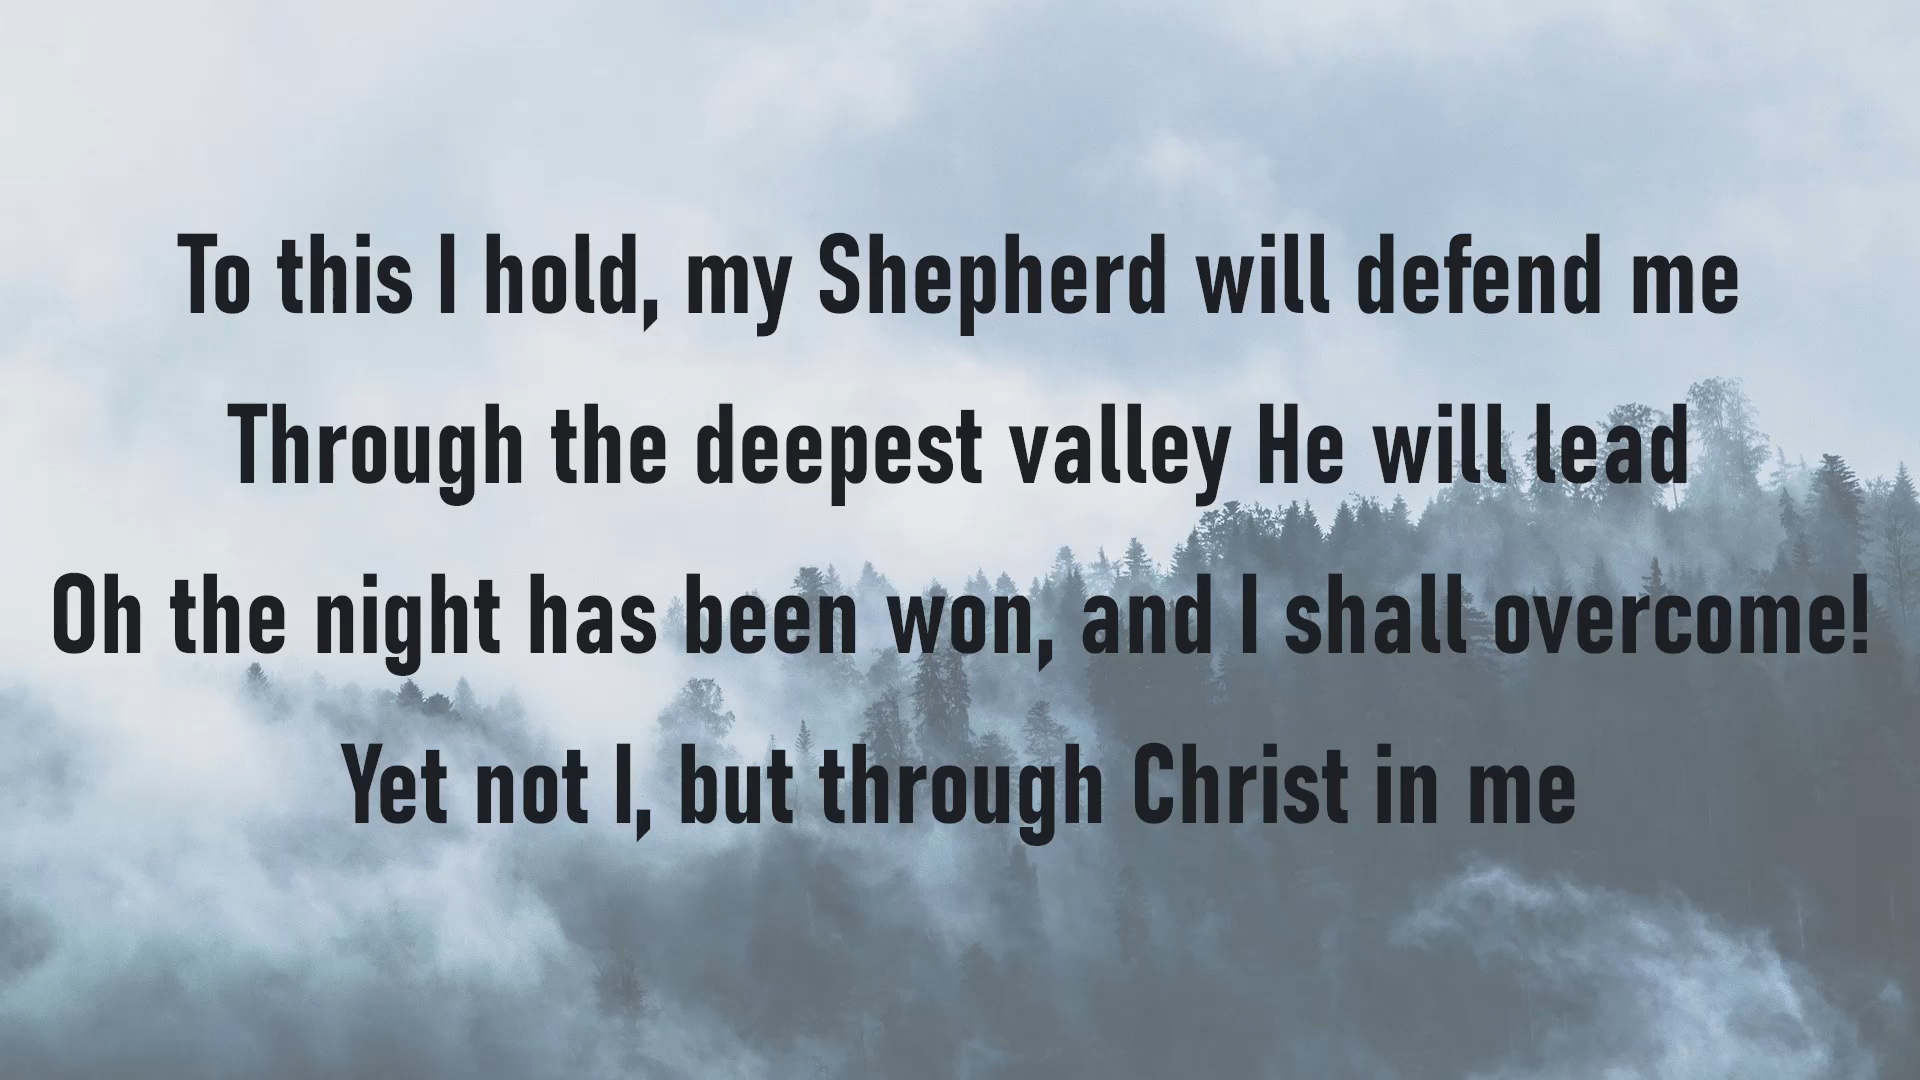 To this I hold, my Shepherd will defend me
Through the deepest valley He will lead
Oh the night has been won, and I shall overcome!
Yet not I, but through Christ in me